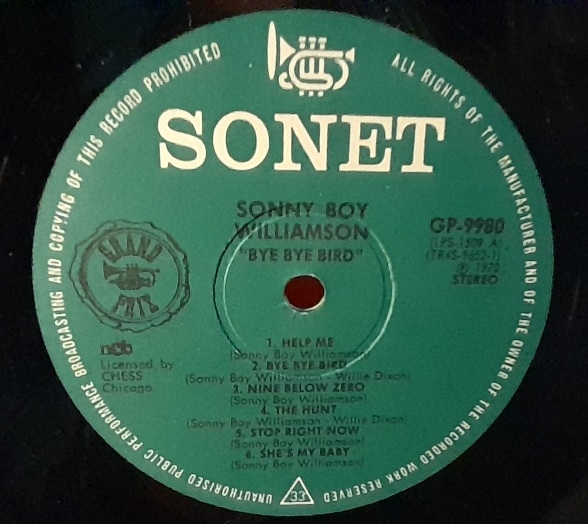 UNAUTHORISED PUBLIC PERFORMANCE BROADCASTING AND COPYING OF THIS RECORD PROHIBITED
ALL RIGHTS OF THE MANUFACTURER AND OF THE OWNER OF THE RECORDED WORK RESERVED
SONET
SONNY BOY
WILLIAMSON
"BYE BYE BIRD"
GP-9980
(LPS-1509 A)
℗ 1970
STEREO
GRAND
PRIX
ncb
Licensed by
CHESS
Chicago
1. HELP ME
(Sonny Boy Williamson)
2. BYE BYE BIRD
(Sonny Boy Williamson - Willie Dixon)
3. NINE BELOW ZERO
(Sonny Boy Williamson)
4. THE HUNT
(Sonny Boy Williamson - Willie Dixon)
5. STOP RIGHT NOW
(Sonny Boy Williamson)
6. SHE'S MY BABY
(Sonny Boy Williamson)
33